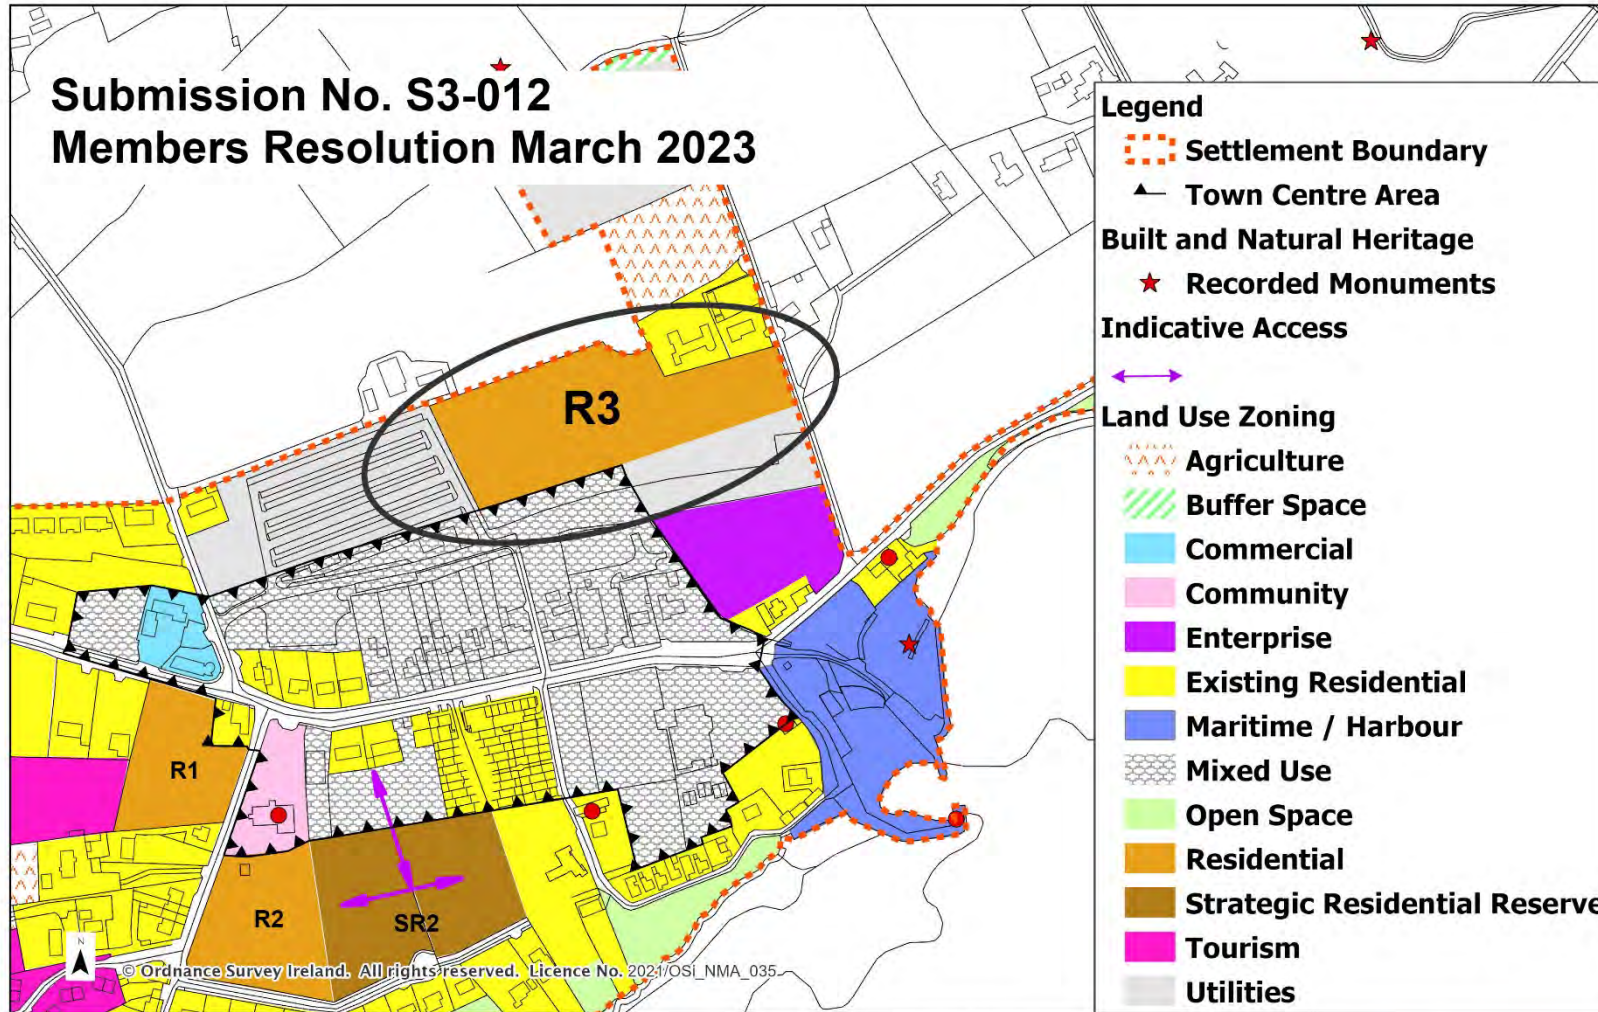 Submission No. S3-012
Members Resolution March 2023
R3
R1
R2
SR2
N
© Ordnance Survey Ireland. All rights reserved. Licence No. 2021/OSi_NMA_035
Legend
Settlement Boundary
Town Centre Area
Built and Natural Heritage
Recorded Monuments
Indicative Access
Land Use Zoning
Agriculture
Buffer Space
Commercial
Community
Enterprise
Existing Residential
Maritime / Harbour
Mixed Use
Open Space
Residential
Strategic Residential Reserve
Tourism
Utilities